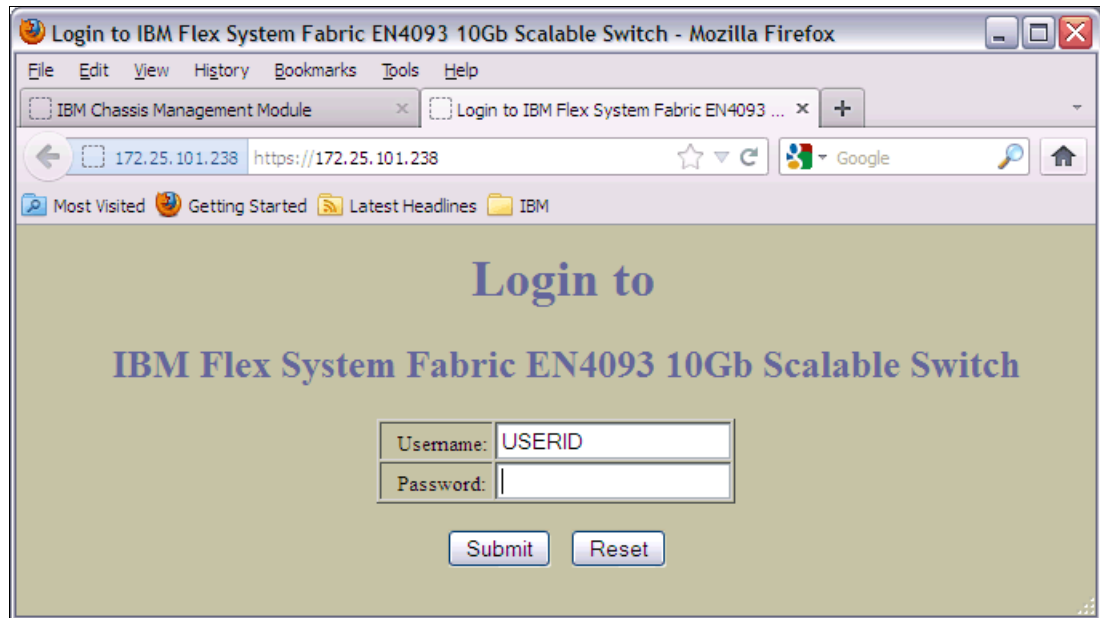 Login to IBM Flex System Fabric EN4093 10Gb Scalable Switch - Mozilla Firefox
File Edit View History Bookmarks Tools Help
IBM Chassis Management Module × Login to IBM Flex System Fabric EN4093 ... × +
172.25.101.238 https://172.25.101.238 Google
Most Visited Getting Started Latest Headlines IBM
Login to
IBM Flex System Fabric EN4093 10Gb Scalable Switch
Username: USERID
Password:
Submit Reset